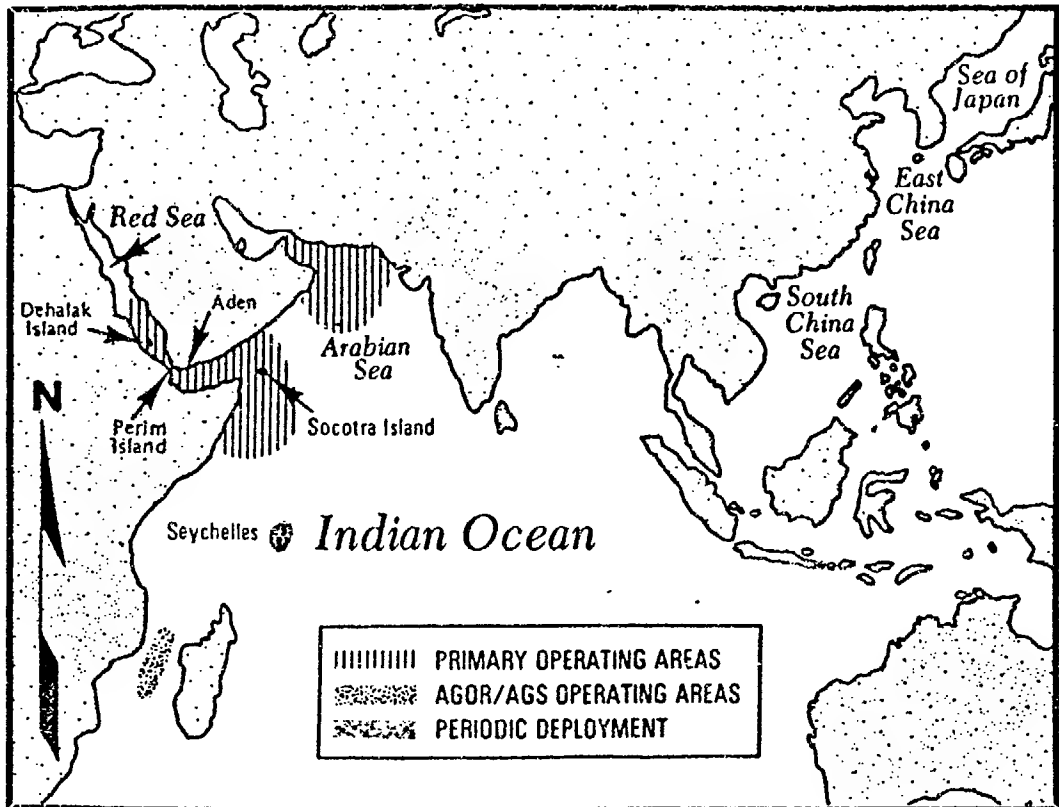 Sea of
Japan
East
China
Sea
Red Sea
Dehalak
Island
Aden
South
China
Sea
Arabian
Sea
N
Perim
Island
Socotra Island
Seychelles
Indian Ocean
PRIMARY OPERATING AREAS
AGOR/AGS OPERATING AREAS
PERIODIC DEPLOYMENT